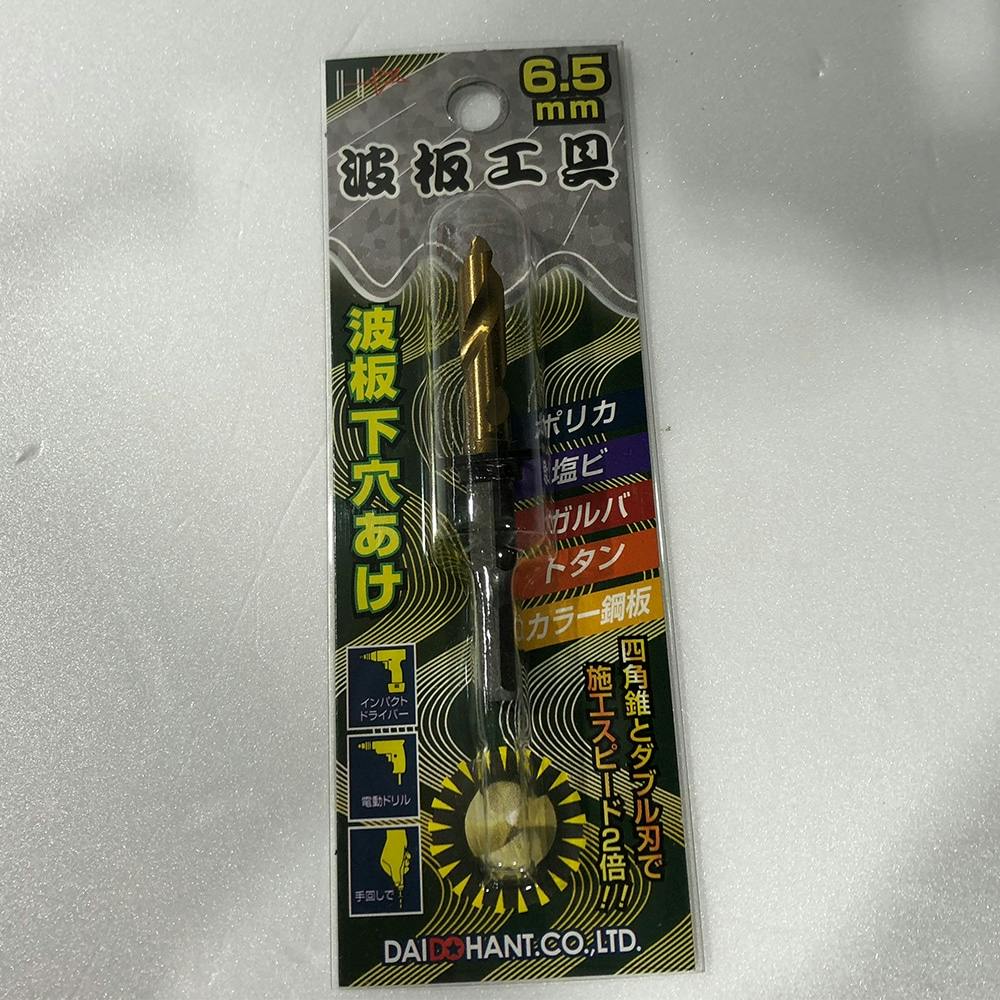 6.5
mm
波板工具
波板下穴あけ
ポリカ
塩ビ
ガルバ
トタン
カラー鋼板
四角錐とダブル刃で
施工スピード2倍!!
インパクト
ドライバー
電動ドリル
手回しで
DAIDOHANT.CO.,LTD.